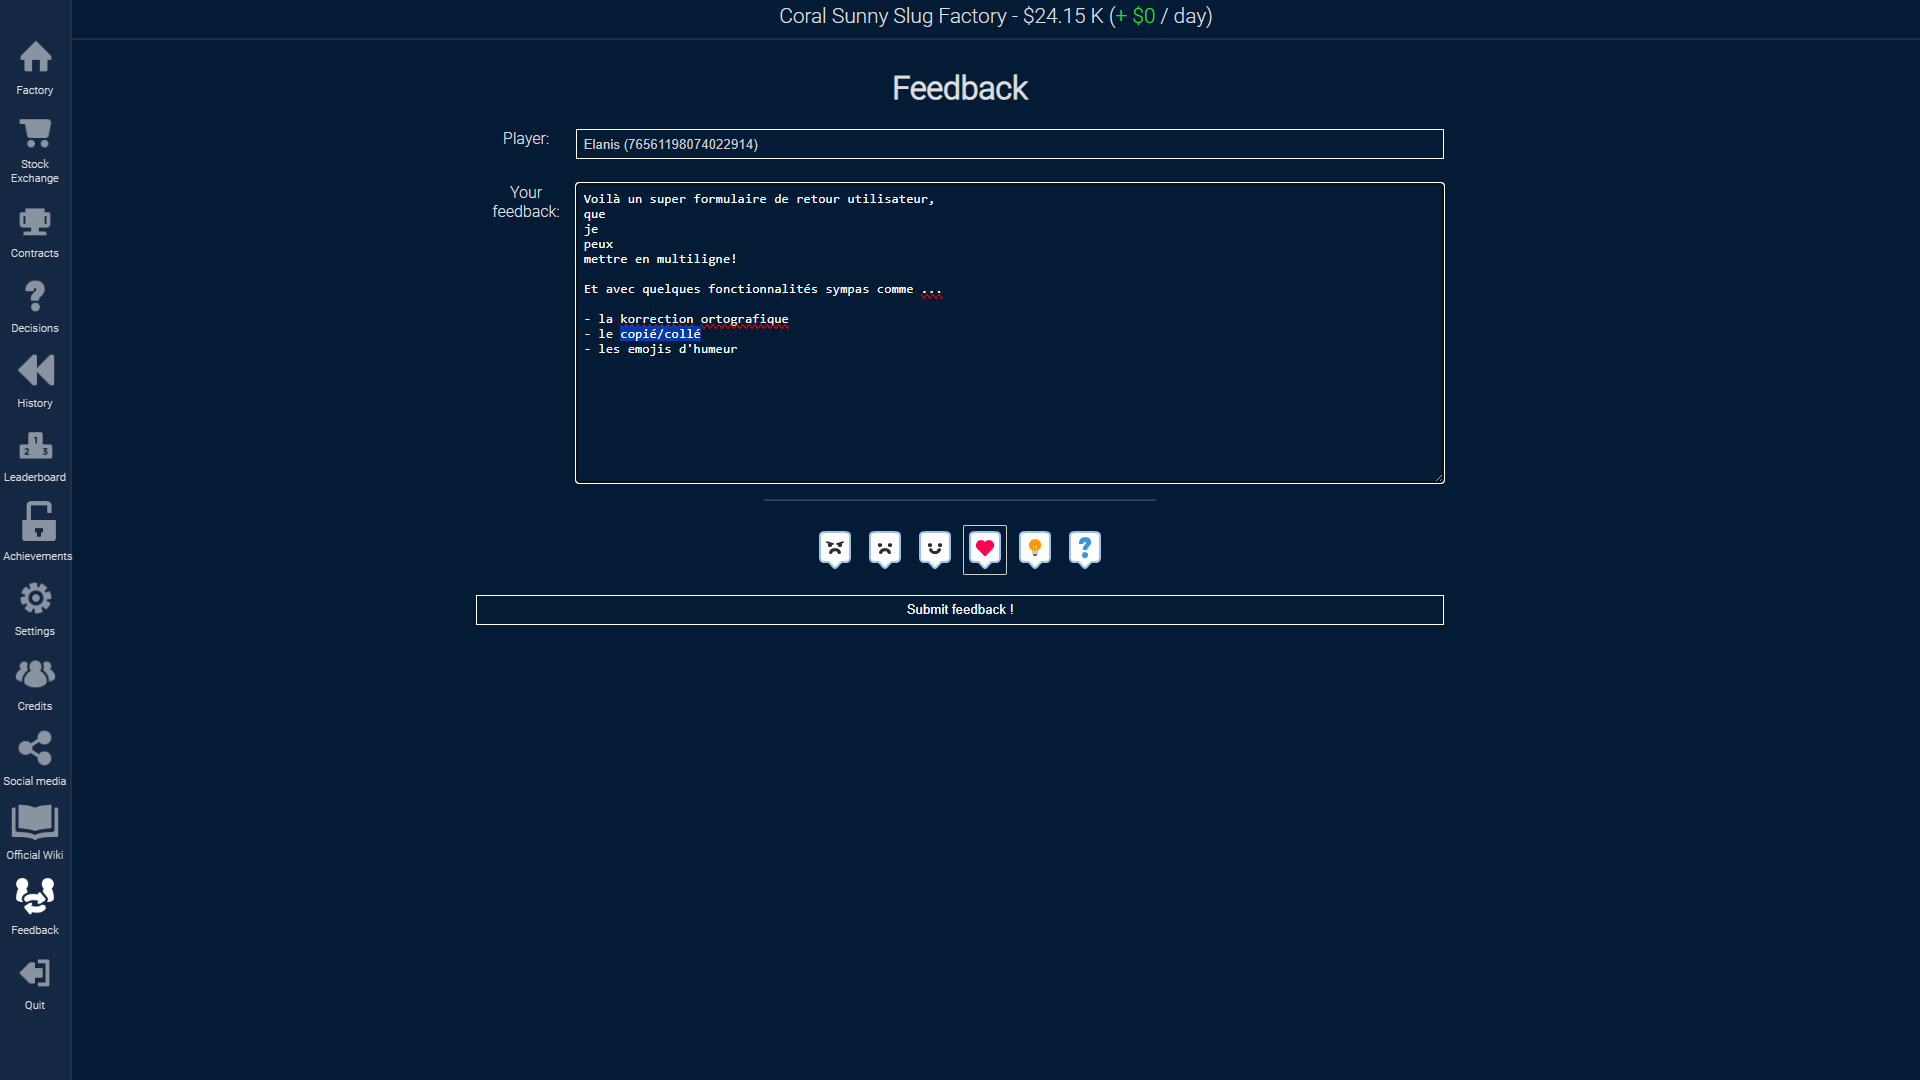 Coral Sunny Slug Factory - $24.15 K (+ $0 / day)
Factory
Stock
Exchange
Contracts
Decisions
History
1
2 3
Leaderboard
Achievements
Settings
Credits
Social media
Official Wiki
Feedback
Quit
Feedback
Player:
Elanis (76561198074022914)
Your
feedback:
Voilà un super formulaire de retour utilisateur,
que
je
peux
mettre en multiligne!
Et avec quelques fonctionnalités sympas comme ...
- la korrection ortografique
- le copié/collé
- les emojis d'humeur
Submit feedback !